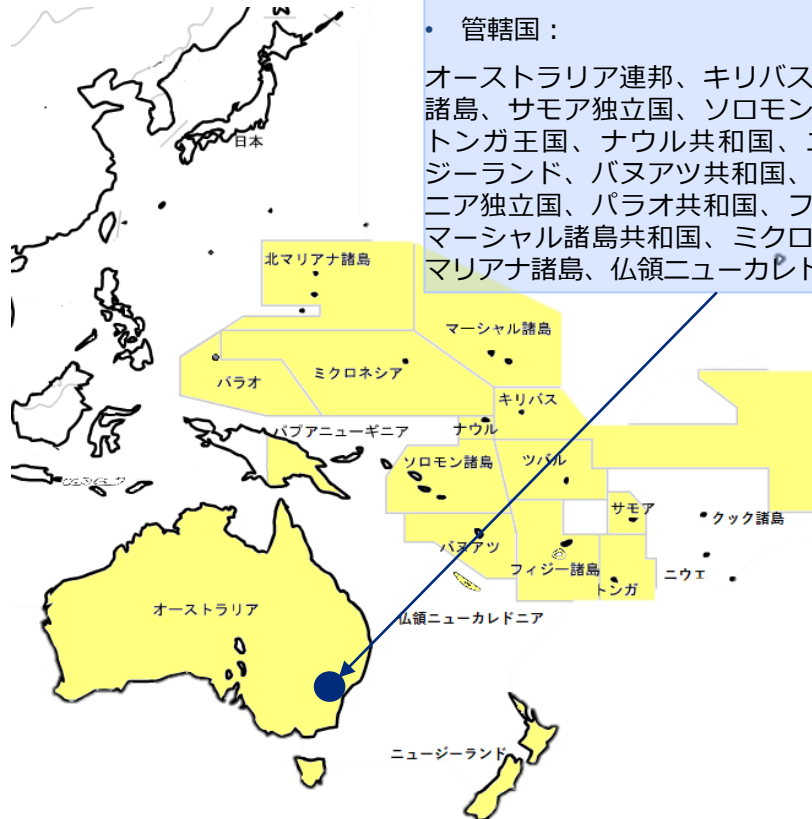 • 管轄国：
オーストラリア連邦、キリバス
諸島、サモア独立国、ソロモン
トンガ王国、ナウル共和国、
ジーランド、バヌアツ共和国、
ニア独立国、パラオ共和国、フ
マーシャル諸島共和国、ミクロ
マリアナ諸島、仏領ニューカレド
日本
北マリアナ諸島
マーシャル諸島
ミクロネシア
パラオ
キリバス
パプアニューギニア
ナウル
ソロモン諸島
ツバル
サモア
クック諸島
バヌアツ
フィジー諸島
ニウエ
トンガ
オーストラリア
仏領ニューカレドニア
ニュージーランド